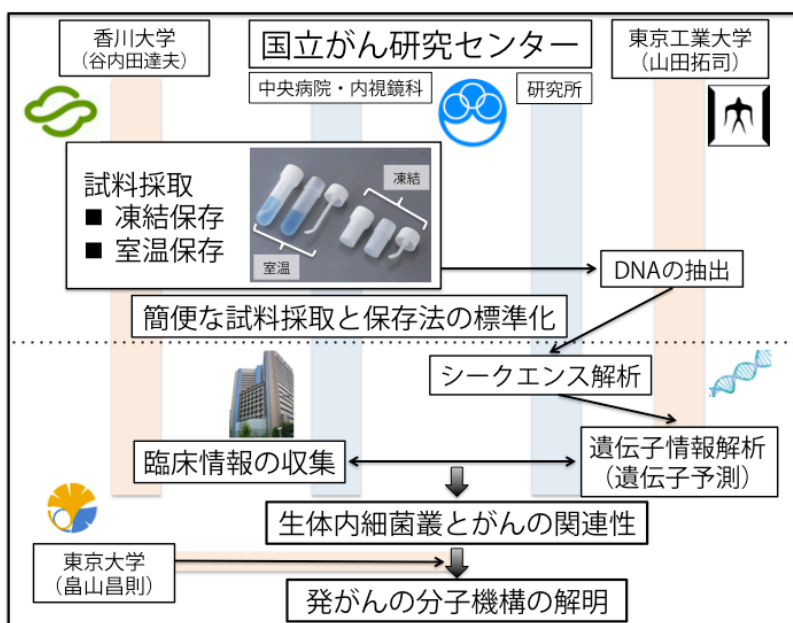 香川大学
(谷内田達夫)
国立がん研究センター
東京工業大学
(山田拓司)
中央病院・内視鏡科
研究所
試料採取
■ 凍結保存
■ 室温保存
凍結
室温
DNAの抽出
簡便な試料採取と保存法の標準化
シークエンス解析
臨床情報の収集
遺伝子情報解析
(遺伝子予測)
生体内細菌叢とがんの関連性
東京大学
(畠山昌則)
発がんの分子機構の解明